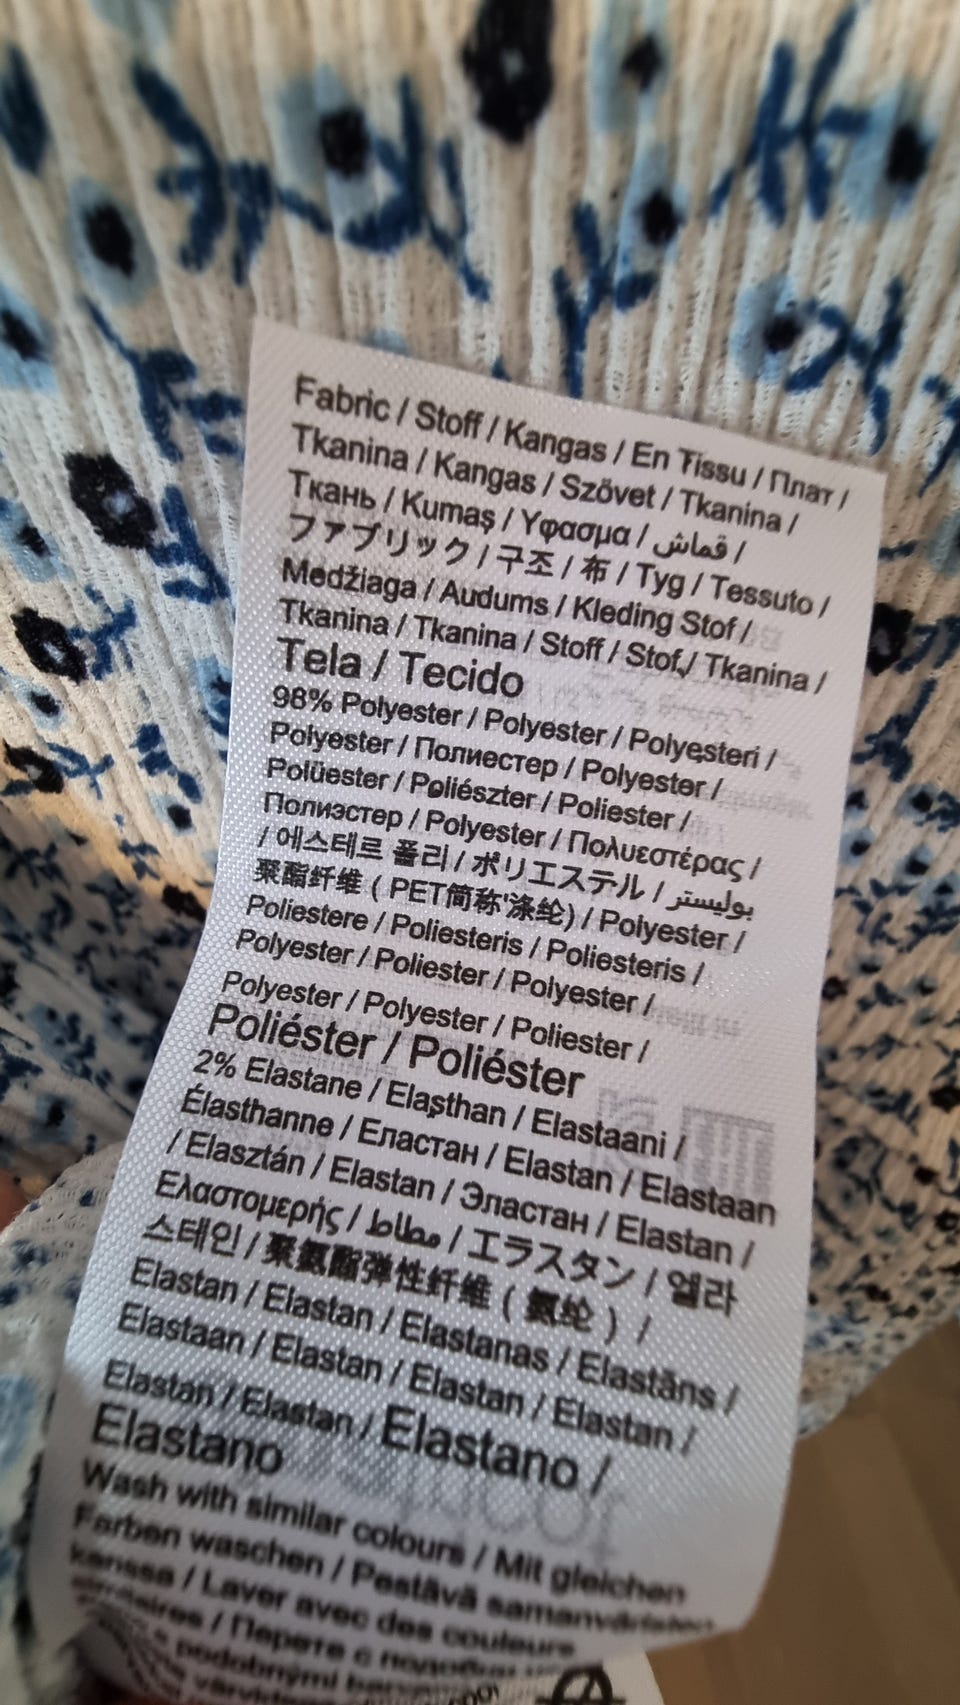 Fabric / Stoff / Kangas / En Tissu / Плат /
Tkanina / Kangas / Szövet / Tkanina /
Ткань / Kumaş / Υφασμα / قماش /
ファブリック / 구조 / 布 / Tyg / Tessuto /
Medžiaga / Audums / Kleding Stof /
Tkanina / Tkanina / Stoff / Stof / Tkanina /
Tela / Tecido
98% Polyester / Polyester / Polyesteri /
Polyester / Полиестер / Polyester /
Polüester / Poliészter / Poliester /
Полиэстер / Polyester / Πολυεστέρας /
/ 에스테르 폴리 / ポリエステル / بوليستر
聚酯纤维 ( PET简称'涤纶) / Polyester /
Poliestere / Poliesteris / Poliesteris /
Polyester / Poliester / Polyester /
Polyester / Polyester / Poliester /
Poliéster / Poliéster
2% Elastane / Elasthan / Elastaani /
Élasthanne / Еластан / Elastan / Elastaan
/ Elasztán / Elastan / Эластан / Elastan /
Ελαστομερής / مطاط / エラスタン / 엘라
스테인 / 聚氨酯弹性纤维 ( 氨纶 ) /
Elastan / Elastan / Elastanas / Elastāns /
Elastaan / Elastan / Elastan / Elastan /
Elastan / Elastan / Elastano /
Elastano
Wash with similar colours / Mit gleichen
Farben waschen / Pestävä samanväristen
kanssa / Laver avec des couleurs
similaires / Перете с
podobnými